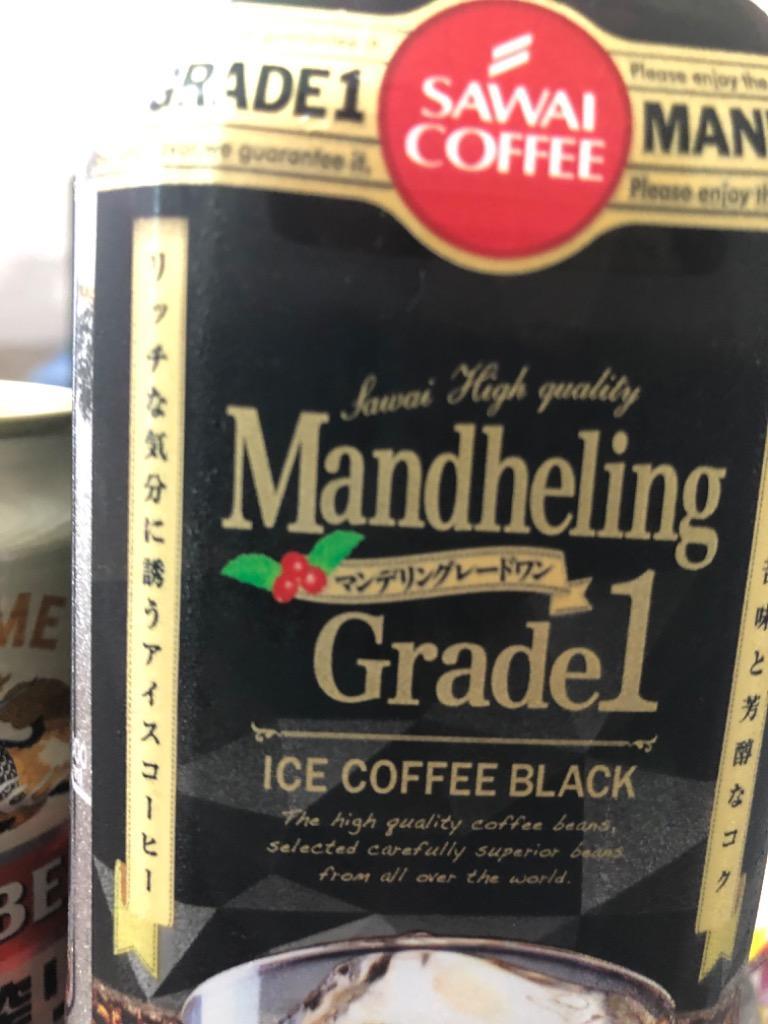 GRADE1
we guarantee it.
SAWAI
COFFEE
Please enjoy the
MAN
Please enjoy
リッチな気分に誘うアイスコーヒー
Sawai High quality
Mandheling
マンデリングレードワン
Grade1
ICE COFFEE BLACK
The high quality coffee beans,
selected carefully superior beans
from all over the world.
味と芳醇なコク
ME
BE